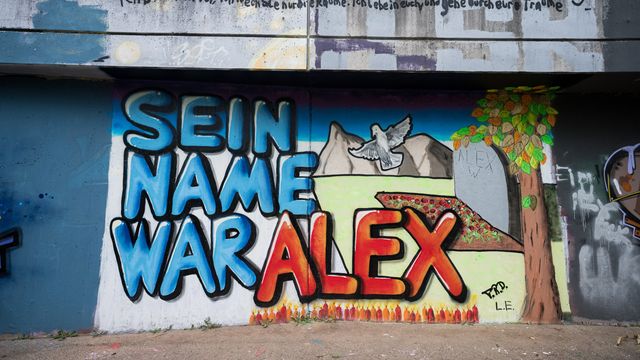 SEIN
NAME
WAR ALEX
ALEX
W
P.P.D.
L.E.